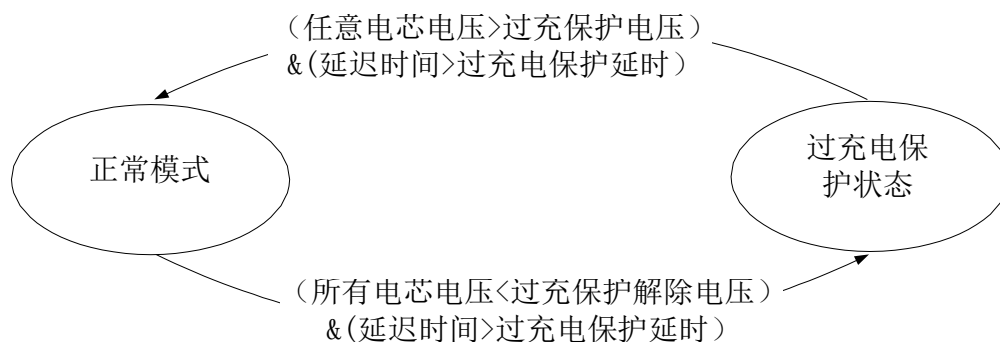 （任意电芯电压>过充保护电压）
&(延迟时间>过充电保护延时）
正常模式
过充电保
护状态
（所有电芯电压<过充保护解除电压）
&(延迟时间>过充电保护延时）